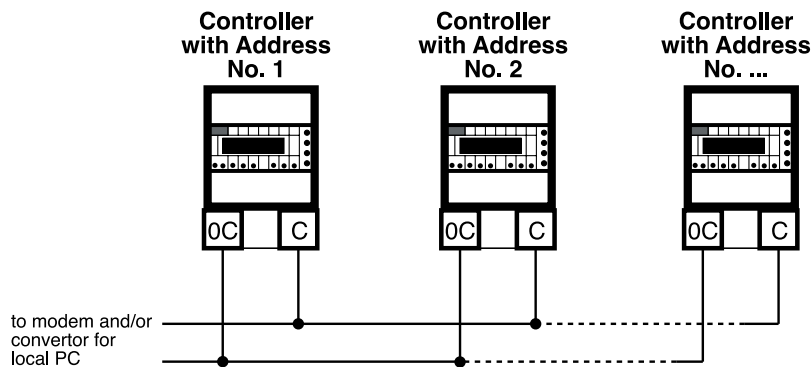 Controller
with Address
No. 1
Controller
with Address
No. 2
Controller
with Address
No. ...
0C
C
0C
C
0C
C
to modem and/or
convertor for
local PC